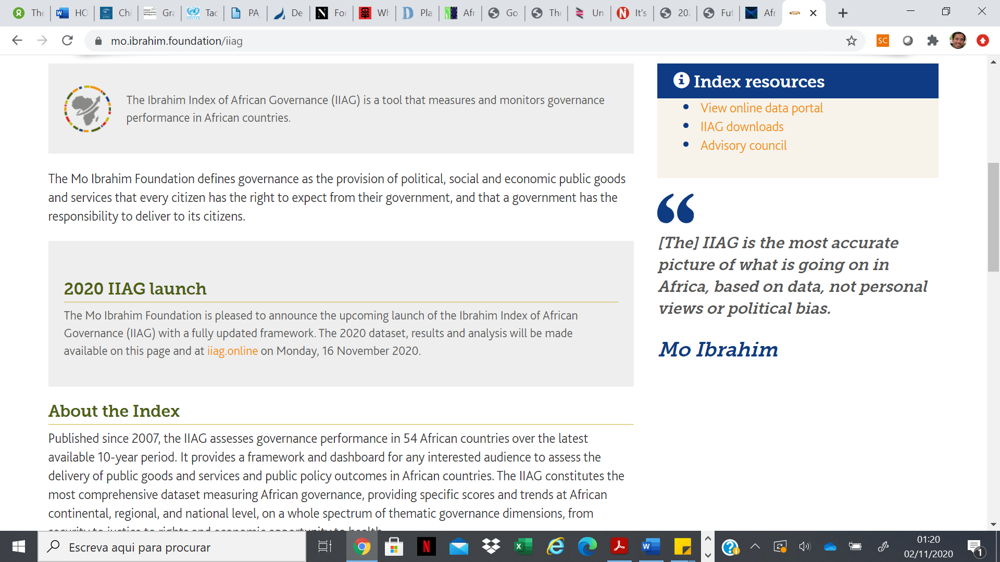 The
HO
Chi
Gra
Tac
PA
De
For
Wh
Pla
Afr
Go
The
Un
It's
202
Fut
Afr
mo.ibrahim.foundation/iiag
SC
The Ibrahim Index of African Governance (IIAG) is a tool that measures and monitors governance
performance in African countries.
The Mo Ibrahim Foundation defines governance as the provision of political, social and economic public goods
and services that every citizen has the right to expect from their government, and that a government has the
responsibility to deliver to its citizens.
2020 IIAG launch
The Mo Ibrahim Foundation is pleased to announce the upcoming launch of the Ibrahim Index of African
Governance (IIAG) with a fully updated framework. The 2020 dataset, results and analysis will be made
available on this page and at iiag.online on Monday, 16 November 2020.
About the Index
Published since 2007, the IIAG assesses governance performance in 54 African countries over the latest
available 10-year period. It provides a framework and dashboard for any interested audience to assess the
delivery of public goods and services and public policy outcomes in African countries. The IIAG constitutes the
most comprehensive dataset measuring African governance, providing specific scores and trends at African
continental, regional, and national level, on a whole spectrum of thematic governance dimensions, from
security to justice to rights and economic opportunity to health.
Index resources
View online data portal
IIAG downloads
Advisory council
[The] IIAG is the most accurate
picture of what is going on in
Africa, based on data, not personal
views or political bias.
Mo Ibrahim
Escreva aqui para procurar
01:20
02/11/2020
1